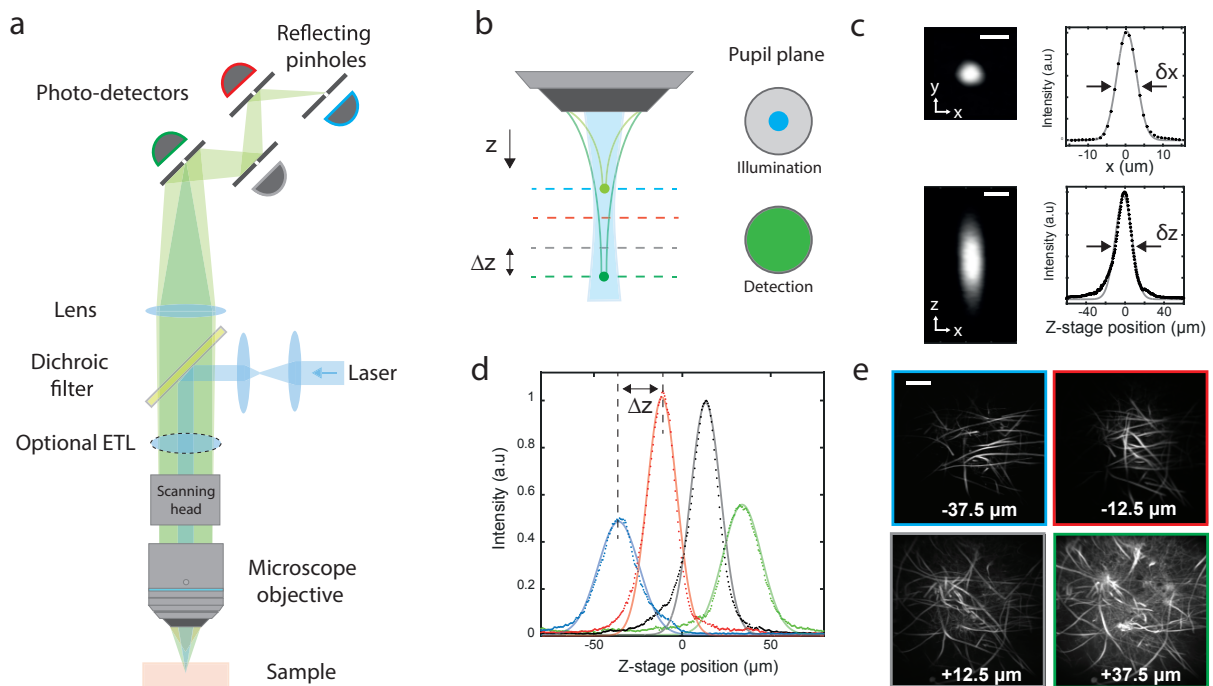 a
Reflecting
pinholes
Photo-detectors
Lens
Dichroic
filter
Laser
Optional ETL
Scanning
head
Microscope
objective
Sample
b
Pupil plane
z
Illumination
Δz
Detection
c
y
x
Intensity (a.u)
δx
-10
0
10
x (um)
z
x
Intensity (a.u)
δz
-40
0
40
Z-stage position (μm)
d
Δz
1
0.8
0.6
0.4
0.2
0
Intensity (a.u)
-50
0
50
Z-stage position (μm)
e
-37.5 μm
-12.5 μm
+12.5 μm
+37.5 μm